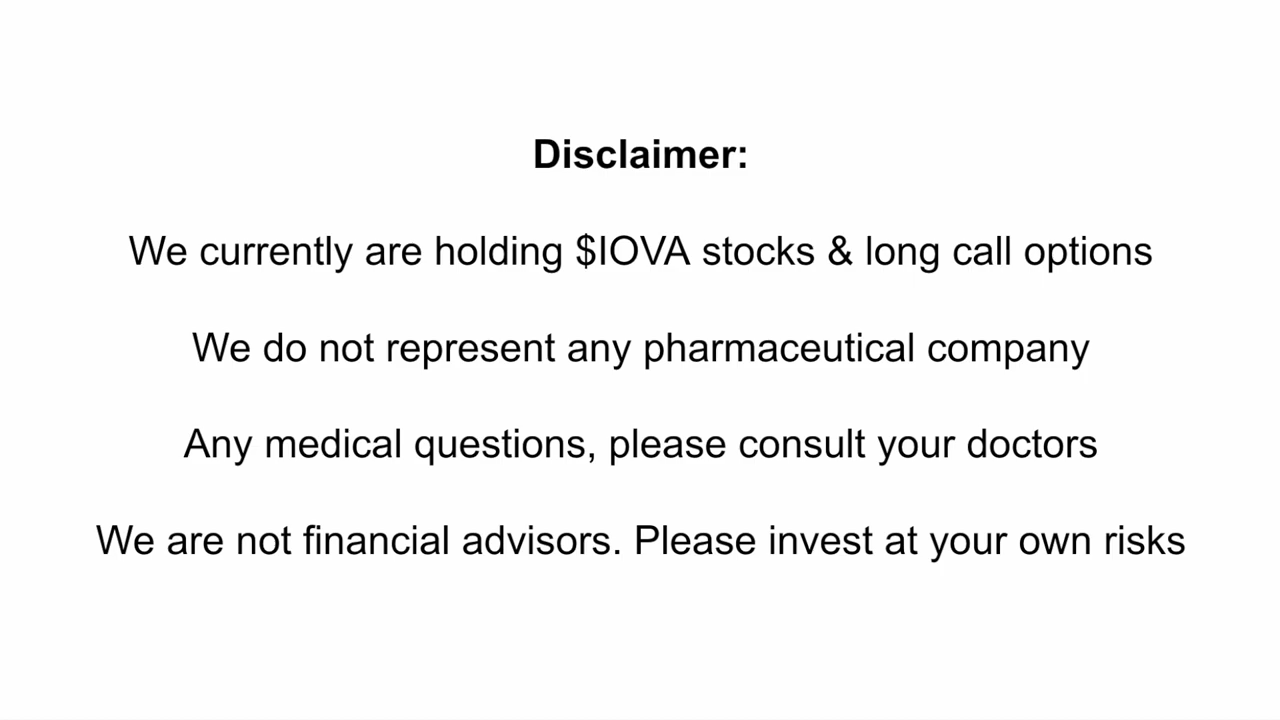 Disclaimer:
We currently are holding $IOVA stocks & long call options
We do not represent any pharmaceutical company
Any medical questions, please consult your doctors
We are not financial advisors. Please invest at your own risks